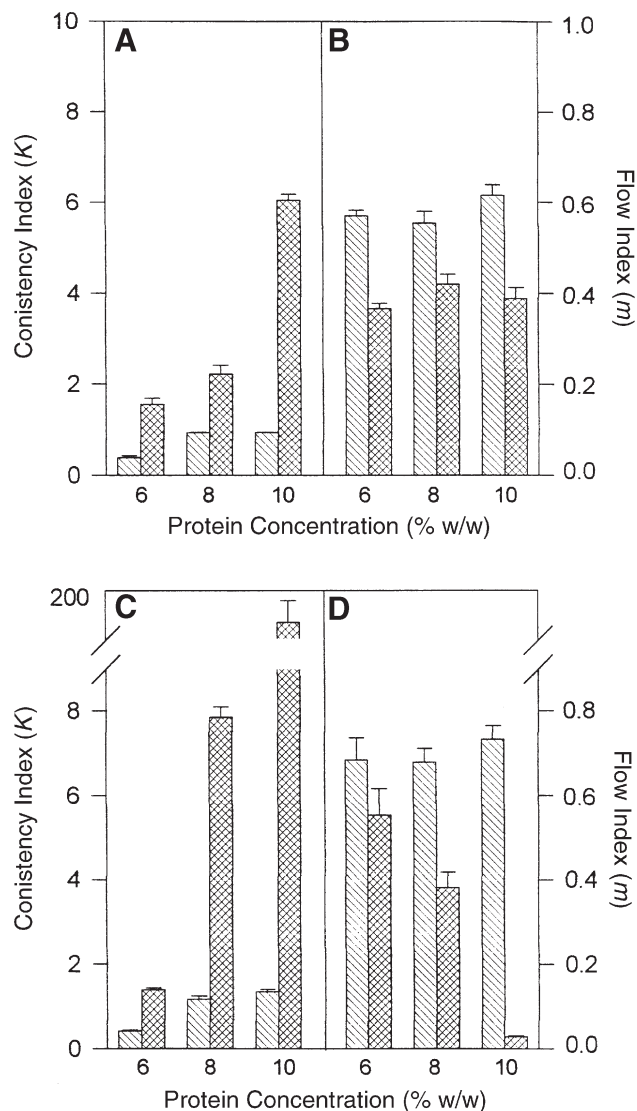 A
B
10
8
6
4
2
0
Conistency Index (K)
1.0
0.8
0.6
0.4
0.2
0.0
Flow Index (m)
6 8 10 6 8 10
Protein Concentration (% w/w)
C
D
200
8
6
4
2
0
Conistency Index (K)
0.8
0.6
0.4
0.2
0.0
Flow Index (m)
6 8 10 6 8 10
Protein Concentration (% w/w)